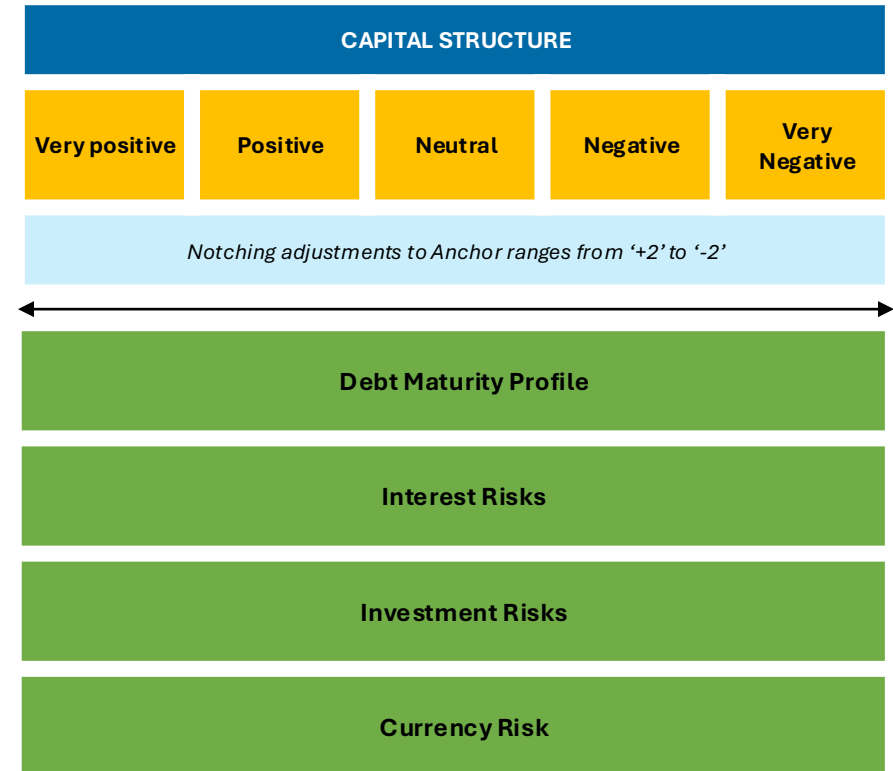 CAPITAL STRUCTURE
Very positive
Positive
Neutral
Negative
Very
Negative
Notching adjustments to Anchor ranges from ‘+2’ to ‘-2’
Debt Maturity Profile
Interest Risks
Investment Risks
Currency Risk